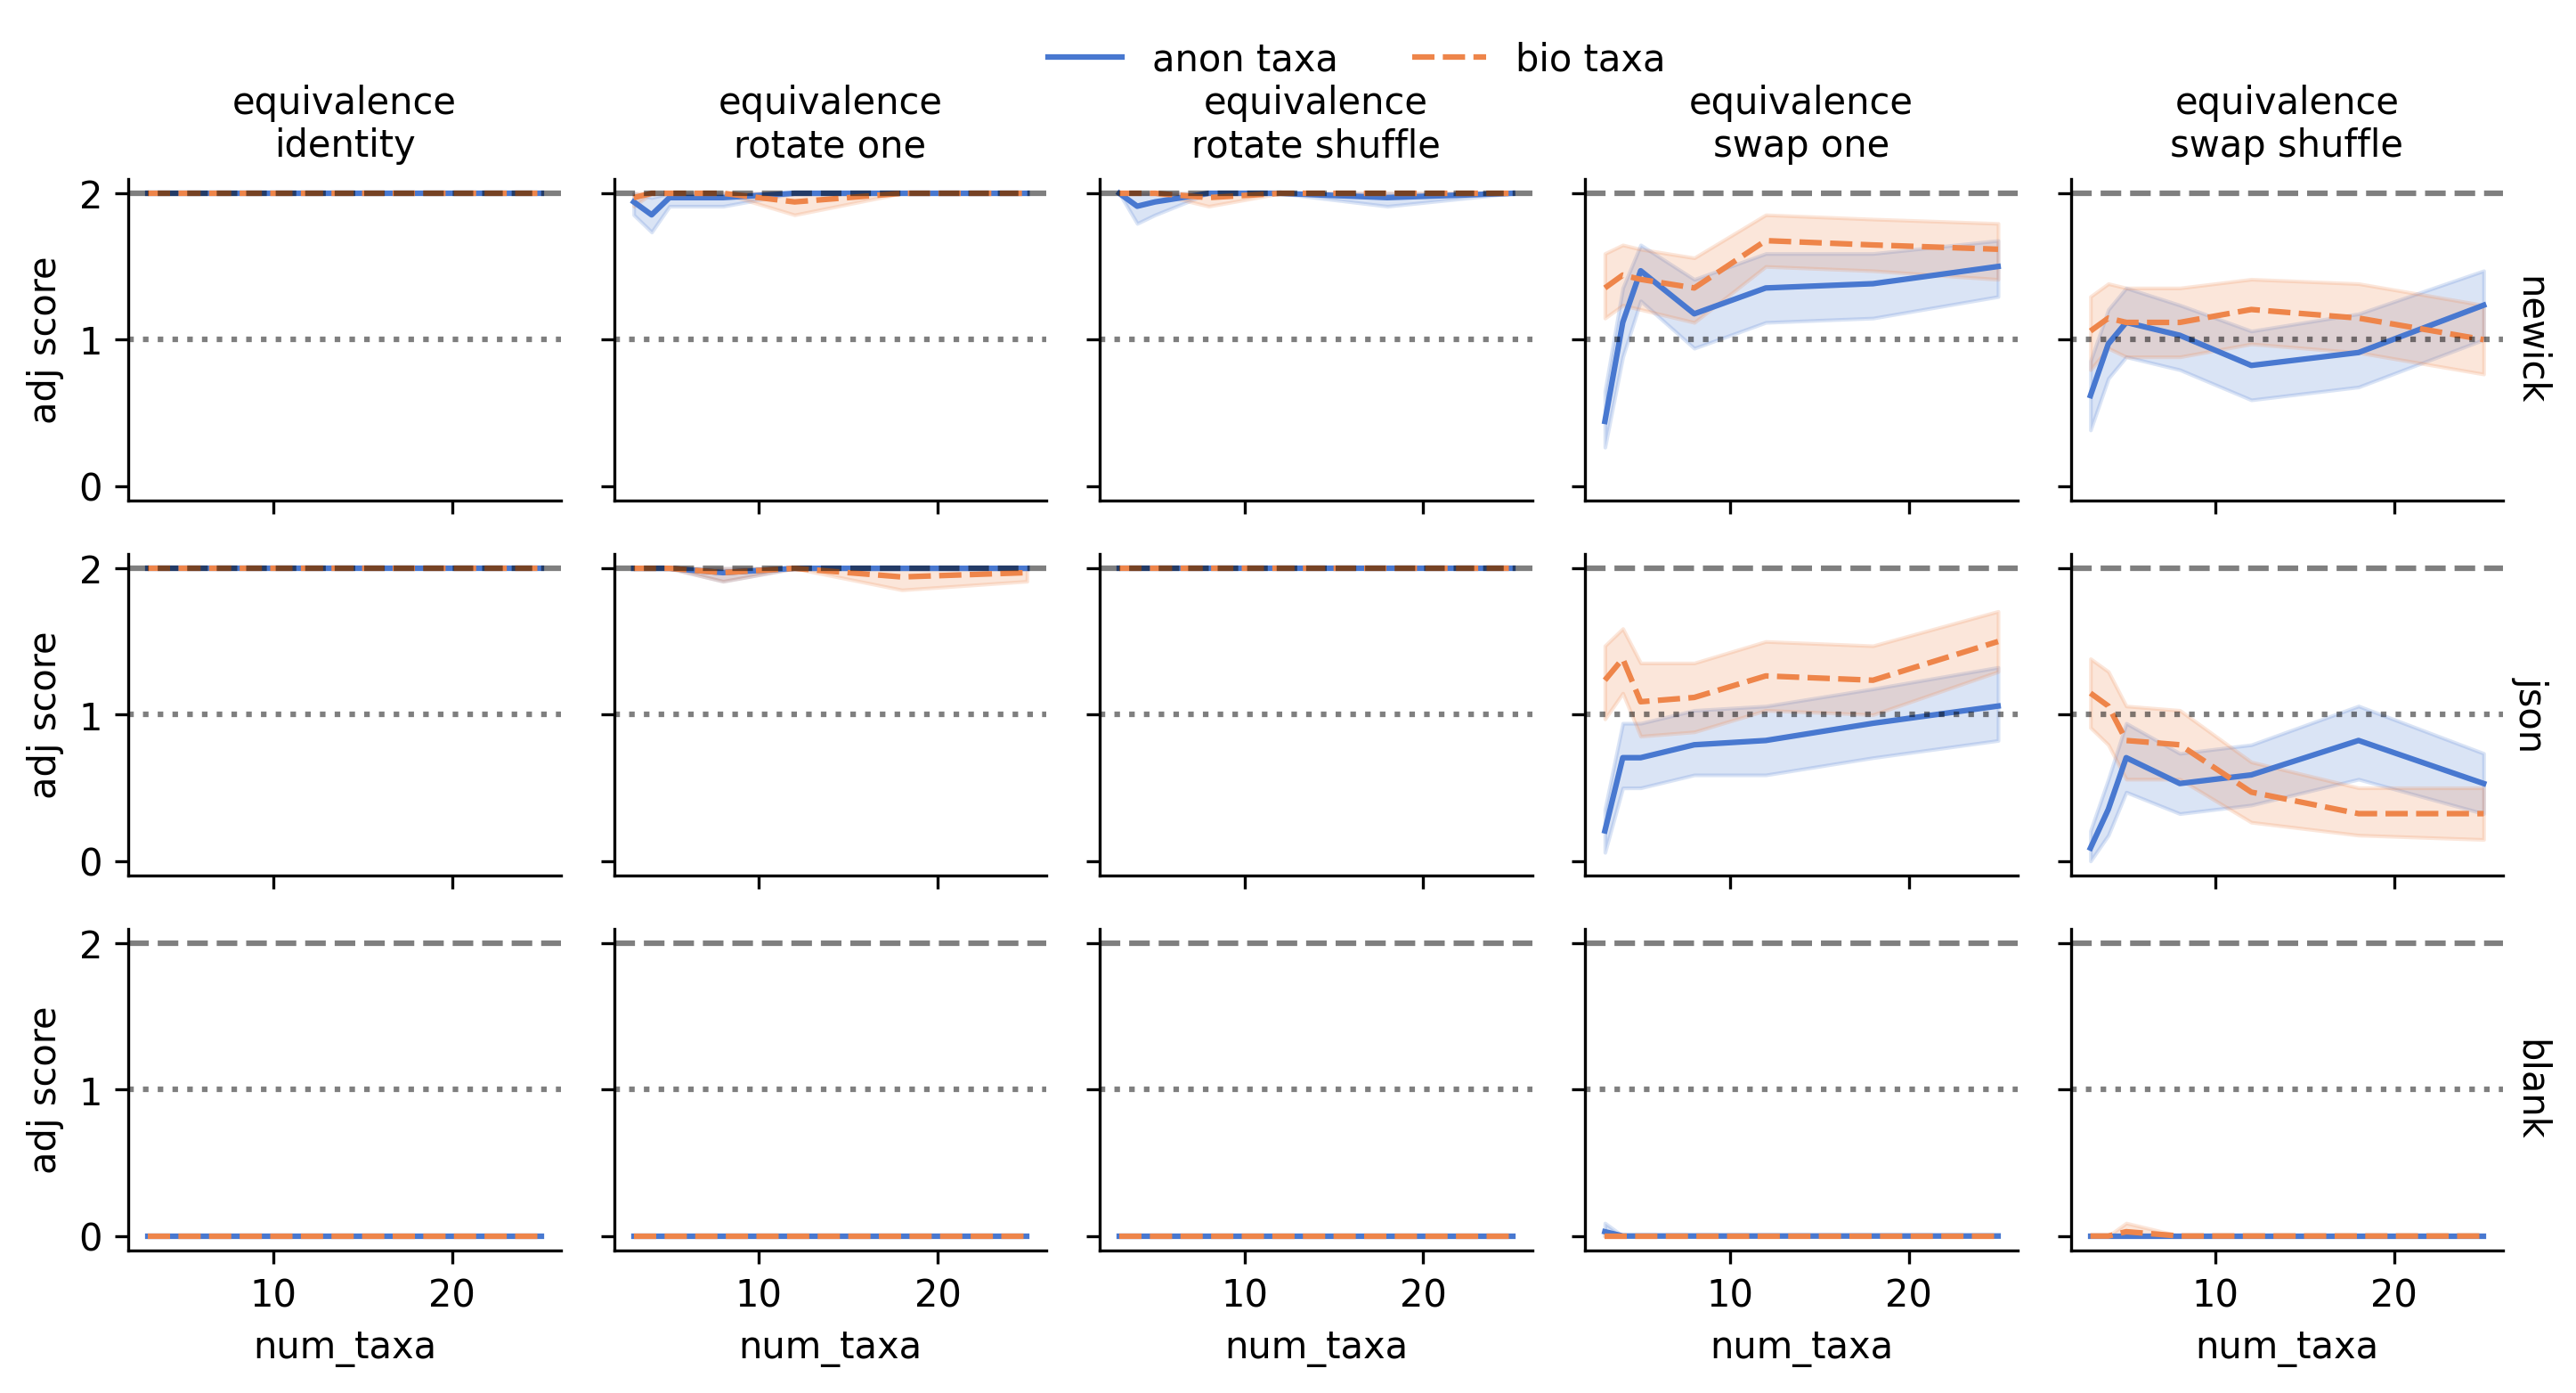 anon taxa bio taxa
equivalence identity
equivalence rotate one
equivalence rotate shuffle
equivalence swap one
equivalence swap shuffle
adj score
2
1
0
newick
adj score
2
1
0
json
adj score
2
1
0
blank
10 20
10 20
10 20
10 20
10 20
num_taxa
num_taxa
num_taxa
num_taxa
num_taxa